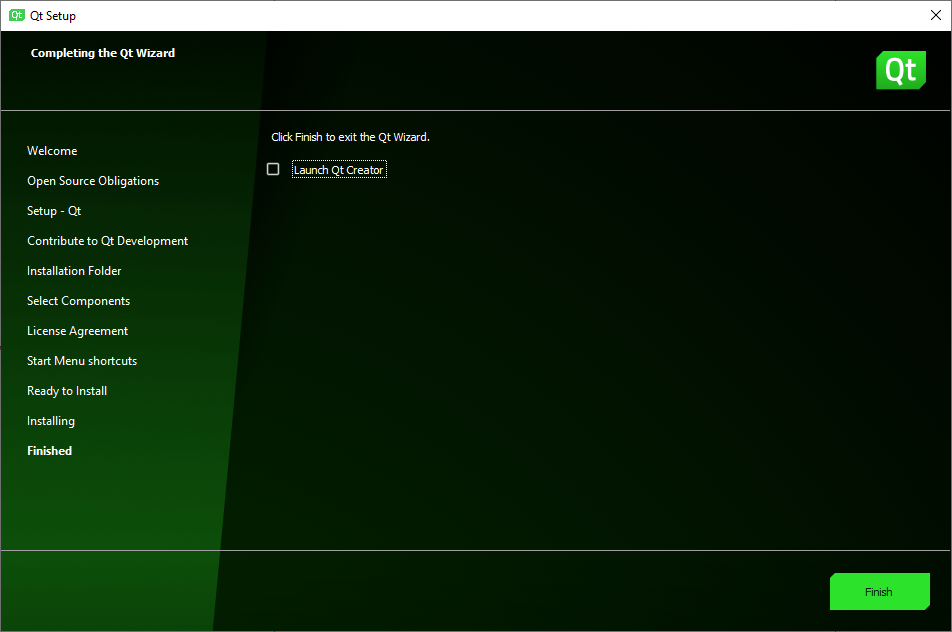 Qt Qt Setup
Completing the Qt Wizard
Qt
Click Finish to exit the Qt Wizard.
Launch Qt Creator
Welcome
Open Source Obligations
Setup - Qt
Contribute to Qt Development
Installation Folder
Select Components
License Agreement
Start Menu shortcuts
Ready to Install
Installing
Finished
Finish